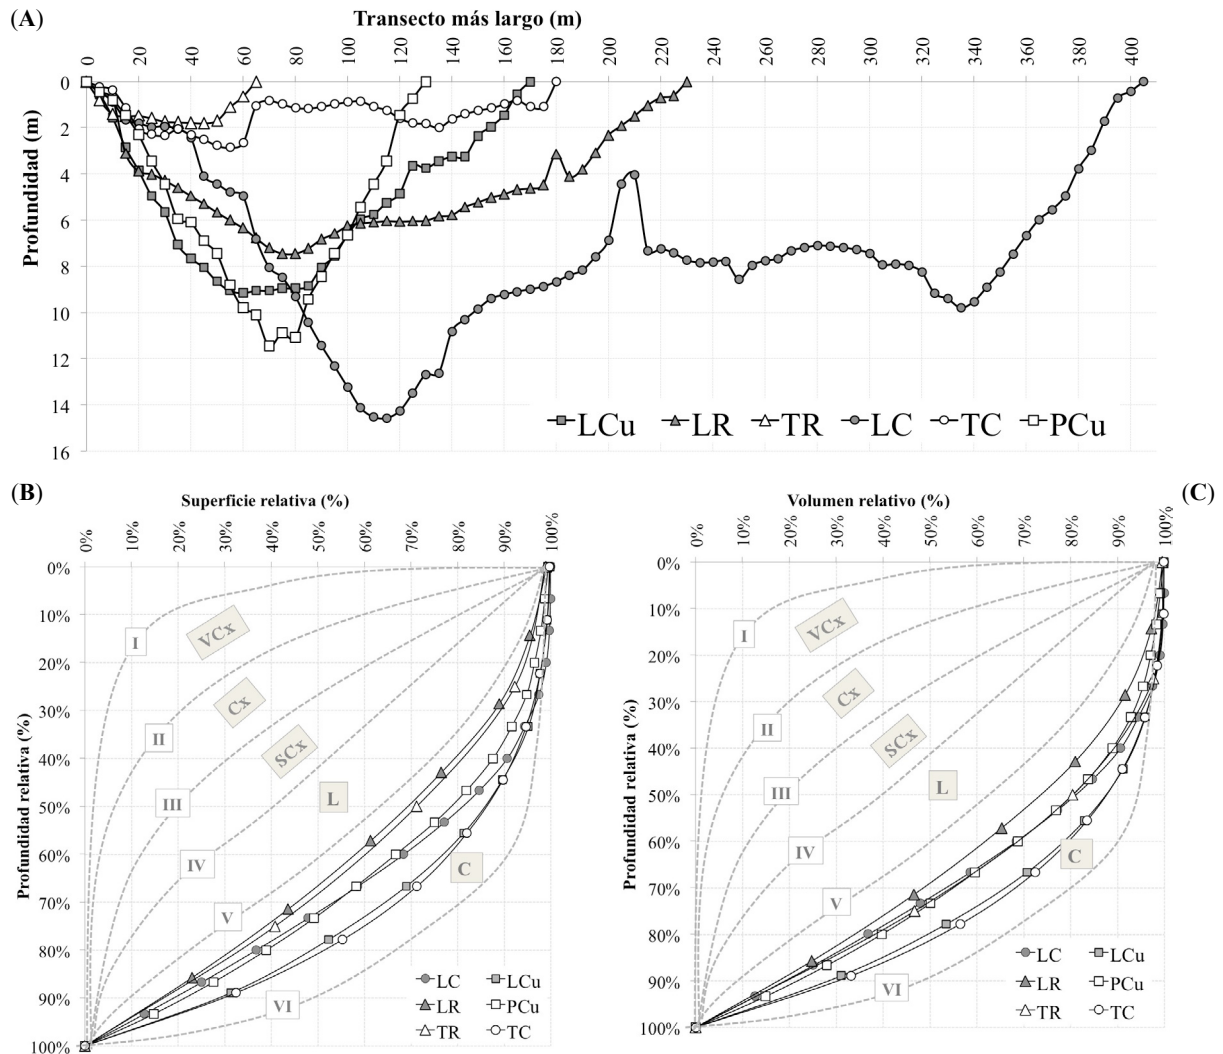 (A)
Transecto más largo (m)
0 20 40 60 80 100 120 140 160 180 200 220 240 260 280 300 320 340 360 380 400
Profundidad (m)
0
2
4
6
8
10
12
14
16
LCu LR TR LC TC PCu
(B)
Superficie relativa (%)
0% 10% 20% 30% 40% 50% 60% 70% 80% 90% 100%
Profundidad relativa (%)
0%
10%
20%
30%
40%
50%
60%
70%
80%
90%
100%
I
VCx
Cx
II
SCx
III
L
IV
C
V
VI
LC LCu
LR PCu
TR TC
(C)
Volumen relativo (%)
0% 10% 20% 30% 40% 50% 60% 70% 80% 90% 100%
Profundidad relativa (%)
0%
10%
20%
30%
40%
50%
60%
70%
80%
90%
100%
I
VCx
Cx
II
SCx
III
L
IV
C
V
VI
LC LCu
LR PCu
TR TC